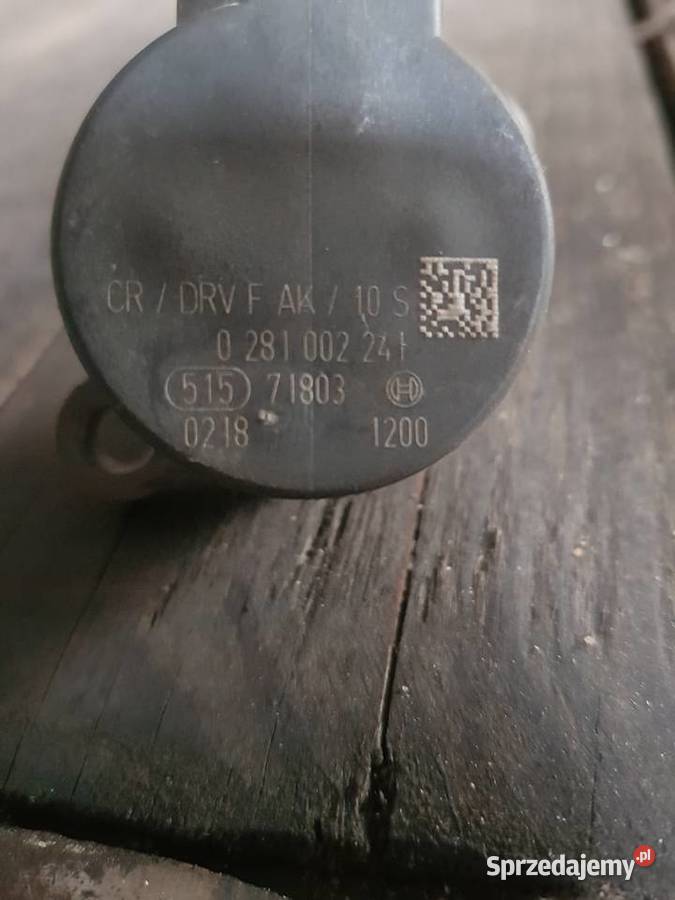 CR / DRV F AK / 10 S
0 281 002 241
515 71803
0218 1200
Sprzedajemy.pl